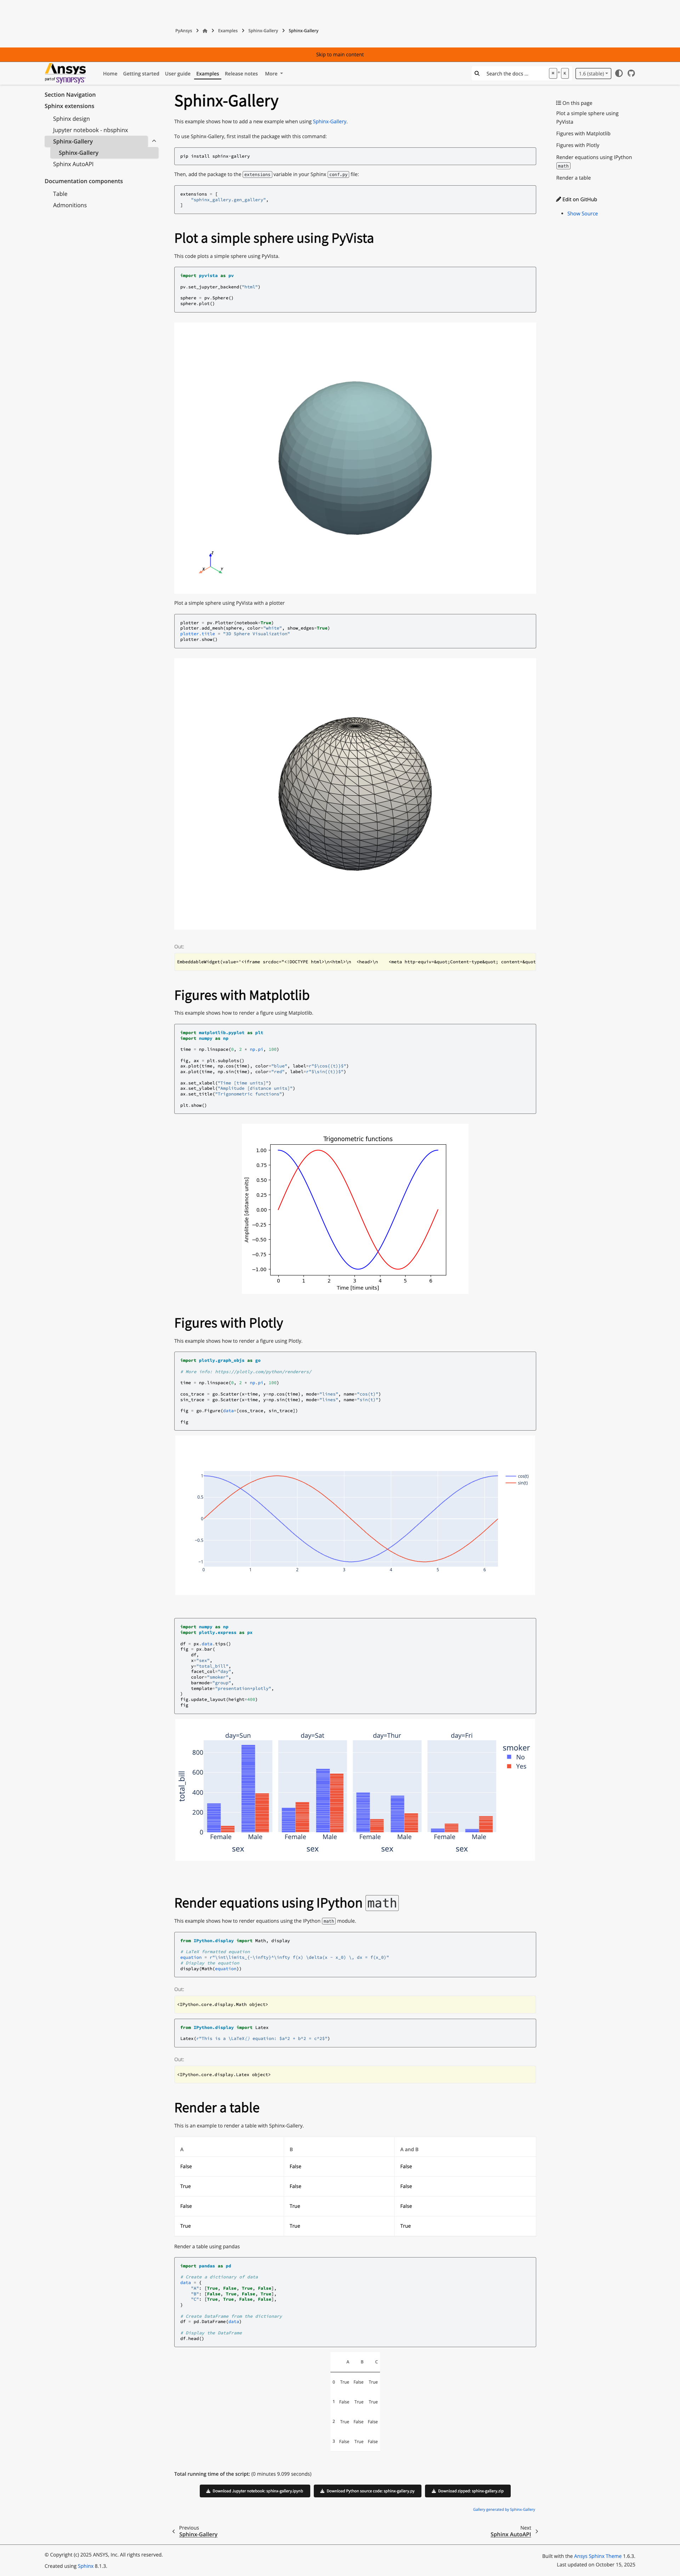 PyAnsys
Examples
Sphinx-Gallery
Sphinx-Gallery
Skip to main content
Ansys
part of SYNOPSYS
Home
Getting started
User guide
Examples
Release notes
More
Search the docs ...
K
1.6 (stable)
Section Navigation
Sphinx extensions
Sphinx design
Jupyter notebook - nbsphinx
Sphinx-Gallery
Sphinx-Gallery
Sphinx AutoAPI
Documentation components
Table
Admonitions
Sphinx-Gallery
This example shows how to add a new example when using Sphinx-Gallery.
To use Sphinx-Gallery, first install the package with this command:
pip install sphinx-gallery
Then, add the package to the extensions variable in your Sphinx conf.py file:
extensions = [
"sphinx_gallery.gen_gallery",
]
Plot a simple sphere using PyVista
This code plots a simple sphere using PyVista.
import pyvista as pv
pv.set_jupyter_backend("html")
sphere = pv.Sphere()
sphere.plot()
Z
X
Y
Plot a simple sphere using PyVista with a plotter
plotter = pv.Plotter(notebook=True)
plotter.add_mesh(sphere, color="white", show_edges=True)
plotter.title = "3D Sphere Visualization"
plotter.show()
Out:
EmbeddableWidget(value='<iframe srcdoc="<!DOCTYPE html>\n<html>\n  <head>\n    <meta http-equiv=&quot;Content-type&quot; content=&quot
Figures with Matplotlib
This example shows how to render a figure using Matplotlib.
import matplotlib.pyplot as plt
import numpy as np
time = np.linspace(0, 2 * np.pi, 100)
fig, ax = plt.subplots()
ax.plot(time, np.cos(time), color="blue", label=r"$\cos{(t)}$")
ax.plot(time, np.sin(time), color="red", label=r"$\sin{(t)}$")
ax.set_xlabel("Time [time units]")
ax.set_ylabel("Amplitude [distance units]")
ax.set_title("Trigonometric functions")
plt.show()
Trigonometric functions
Amplitude [distance units]
1.00
0.75
0.50
0.25
0.00
−0.25
−0.50
−0.75
−1.00
0 1 2 3 4 5 6
Time [time units]
Figures with Plotly
This example shows how to render a figure using Plotly.
import plotly.graph_objs as go
# More info: https://plotly.com/python/renderers/
time = np.linspace(0, 2 * np.pi, 100)
cos_trace = go.Scatter(x=time, y=np.cos(time), mode="lines", name="cos(t)")
sin_trace = go.Scatter(x=time, y=np.sin(time), mode="lines", name="sin(t)")
fig = go.Figure(data=[cos_trace, sin_trace])
fig
1
0.5
0
−0.5
−1
0 1 2 3 4 5 6
cos(t)
sin(t)
import numpy as np
import plotly.express as px
df = px.data.tips()
fig = px.bar(
df,
x="sex",
y="total_bill",
facet_col="day",
color="smoker",
barmode="group",
template="presentation+plotly",
)
fig.update_layout(height=400)
fig
day=Sun day=Sat day=Thur day=Fri
total_bill
800
600
400
200
0
Female Male Female Male Female Male Female Male
sex sex sex sex
smoker
No
Yes
Render equations using IPython math
This example shows how to render equations using the IPython math module.
from IPython.display import Math, display
# LaTeX formatted equation
equation = r"\int\limits_{-\infty}^\infty f(x) \delta(x - x_0) \, dx = f(x_0)"
# Display the equation
display(Math(equation))
Out:
<IPython.core.display.Math object>
from IPython.display import Latex
Latex(r"This is a \LaTeX{} equation: $a^2 + b^2 = c^2$")
Out:
<IPython.core.display.Latex object>
Render a table
This is an example to render a table with Sphinx-Gallery.
A B A and B
False False False
True False False
False True False
True True True
Render a table using pandas
import pandas as pd
# Create a dictionary of data
data = {
"A": [True, False, True, False],
"B": [False, True, False, True],
"C": [True, True, False, False],
}
# Create DataFrame from the dictionary
df = pd.DataFrame(data)
# Display the DataFrame
df.head()
A B C
0 True False True
1 False True True
2 True False False
3 False True False
Total running time of the script: (0 minutes 9.099 seconds)
Download Jupyter notebook: sphinx-gallery.ipynb
Download Python source code: sphinx-gallery.py
Download zipped: sphinx-gallery.zip
Gallery generated by Sphinx-Gallery
Previous
Sphinx-Gallery
Next
Sphinx AutoAPI
On this page
Plot a simple sphere using
PyVista
Figures with Matplotlib
Figures with Plotly
Render equations using IPython
math
Render a table
Edit on GitHub
Show Source
© Copyright (c) 2025 ANSYS, Inc. All rights reserved.
Created using Sphinx 8.1.3.
Built with the Ansys Sphinx Theme 1.6.3.
Last updated on October 15, 2025